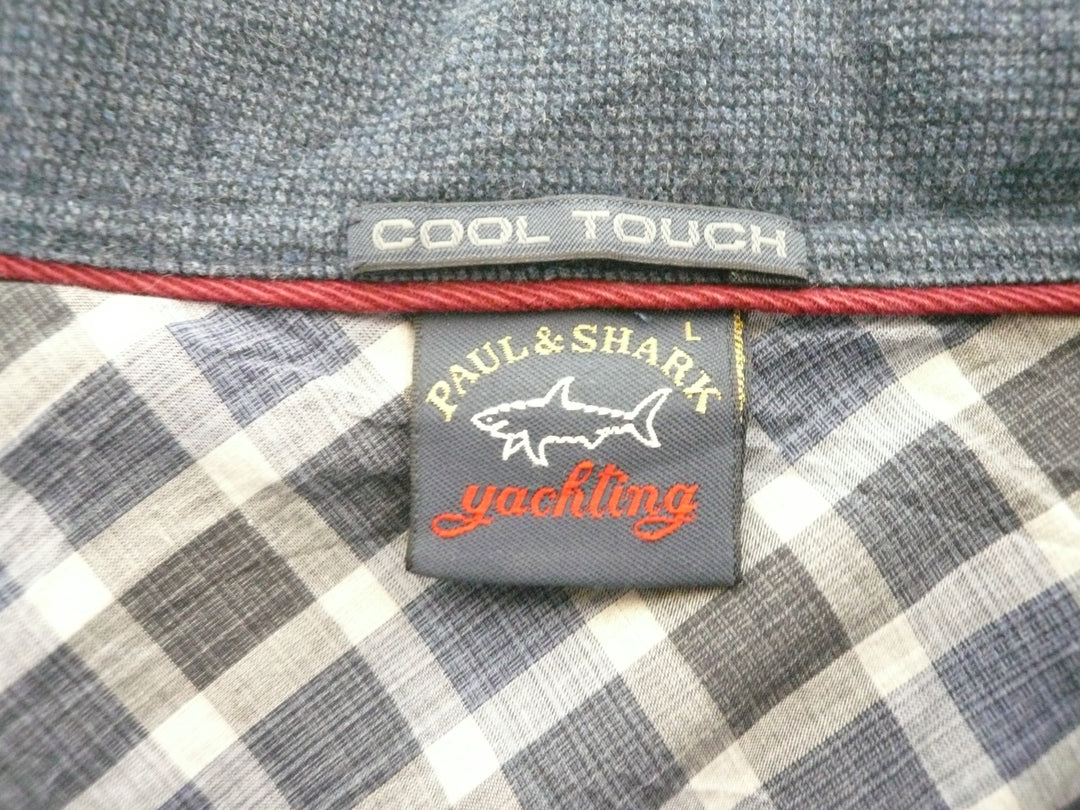 COOL TOUCH
L
PAUL & SHARK
yachting